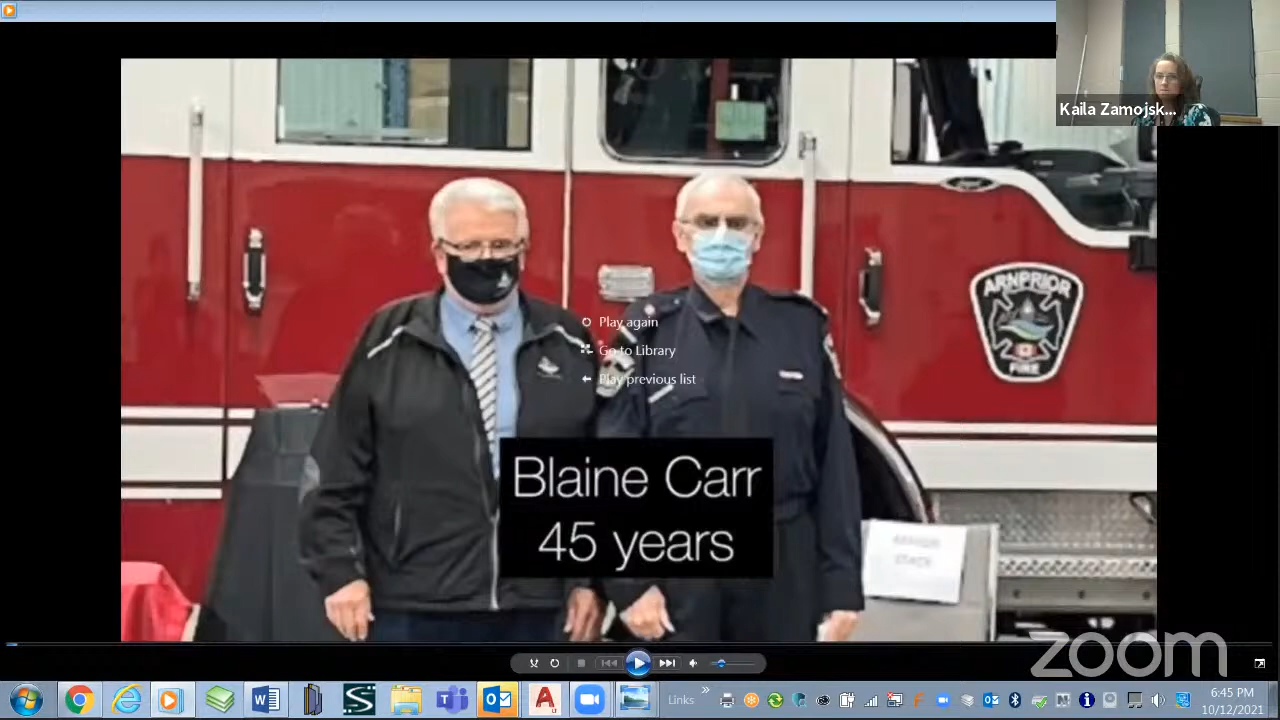 Kaila Zamojsk...
ARNPRIOR
FIRE
Play again
Go to Library
Play previous list
Blaine Carr
45 years
zoom
Links
6:45 PM
10/12/2021